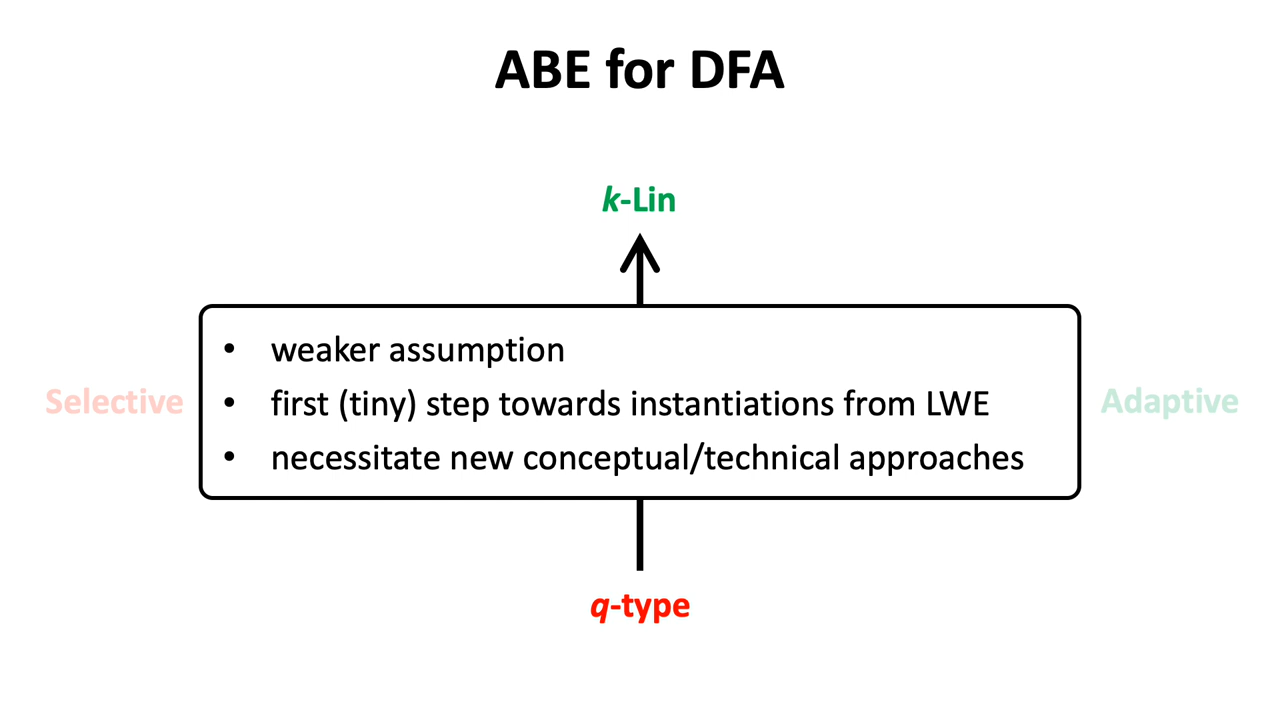 ABE for DFA
k-Lin
• weaker assumption
Selective
• first (tiny) step towards instantiations from LWE
Adaptive
• necessitate new conceptual/technical approaches
q-type